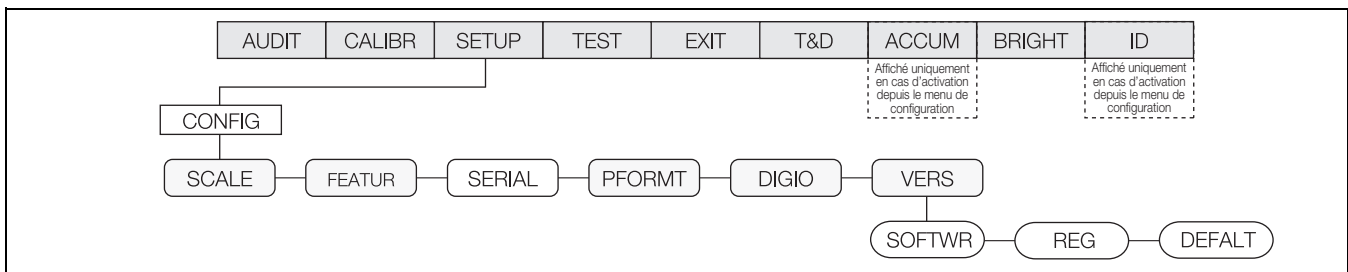 AUDIT CALIBR SETUP TEST EXIT T&D ACCUM BRIGHT ID
Affiché uniquement
en cas d'activation
depuis le menu de
configuration
Affiché uniquement
en cas d'activation
depuis le menu de
configuration
CONFIG
SCALE FEATUR SERIAL PFORMT DIGIO VERS
SOFTWR REG DEFALT